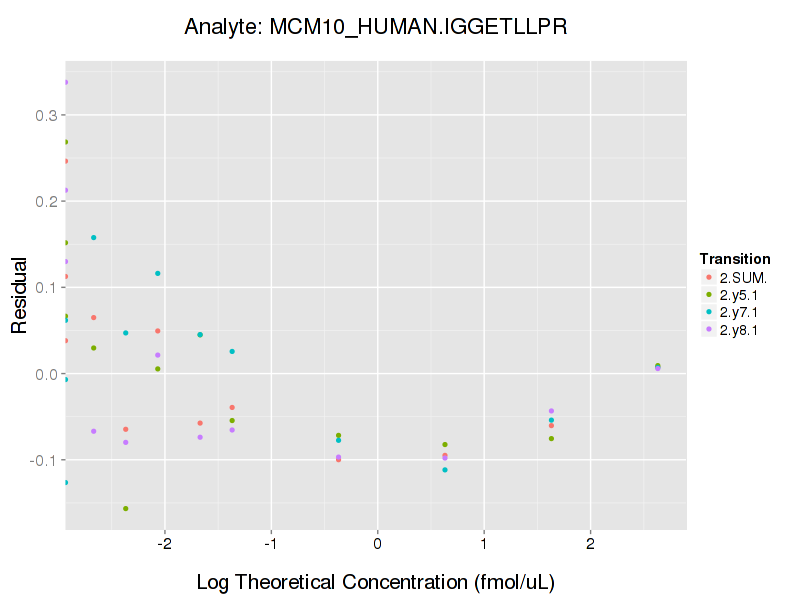 Analyte: MCM10_HUMAN.IGGETLLPR
Residual
0.3
0.2
0.1
0.0
-0.1
-2
-1
0
1
2
Log Theoretical Concentration (fmol/uL)
Transition
2.SUM.
2.y5.1
2.y7.1
2.y8.1